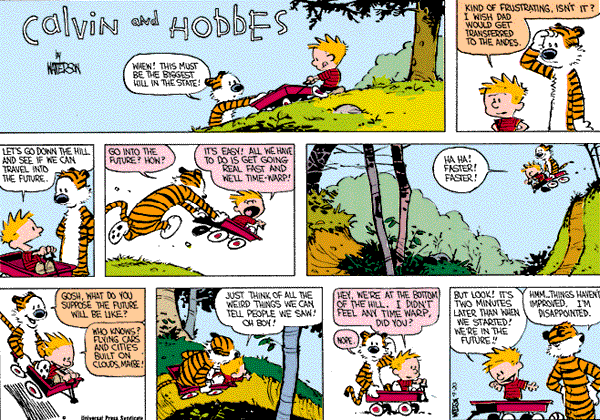 Calvin and Hobbes
by
WATTERSON
WHEW! THIS MUST
BE THE BIGGEST
HILL IN THE STATE!
KIND OF FRUSTRATING, ISN'T IT?
I WISH DAD
WOULD GET
TRANSFERRED
TO THE ANDES.
LET'S GO DOWN THE HILL
AND SEE IF WE CAN
TRAVEL INTO
THE FUTURE.
GO INTO THE
FUTURE? HOW?
IT'S EASY! ALL WE HAVE
TO DO IS GET GOING
REAL FAST AND
WE'LL TIME-WARP!
HA HA!
FASTER!
FASTER!
GOSH, WHAT DO YOU
SUPPOSE THE FUTURE
WILL BE LIKE?
WHO KNOWS?
FLYING CARS
AND CITIES
BUILT ON
CLOUDS, MAYBE!
Universal Press Syndicate
JUST THINK OF ALL THE
WEIRD THINGS WE CAN
TELL PEOPLE WE SAW!
OH BOY!
HEY, WE'RE AT THE BOTTOM
OF THE HILL. I DIDN'T
FEEL ANY TIME WARP,
DID YOU?
NOPE.
BUT LOOK! IT'S
TWO MINUTES
LATER THAN WHEN
WE STARTED!
WE'RE IN THE
FUTURE!!
HMM...THINGS HAVEN'T
IMPROVED. I'M
DISAPPOINTED.
WATTERSON 9-20